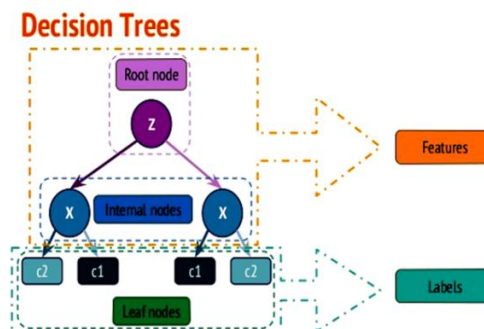 Decision Trees
Root node
Z
Features
X
Internal nodes
X
c2
c1
c1
c2
Labels
Leaf nodes